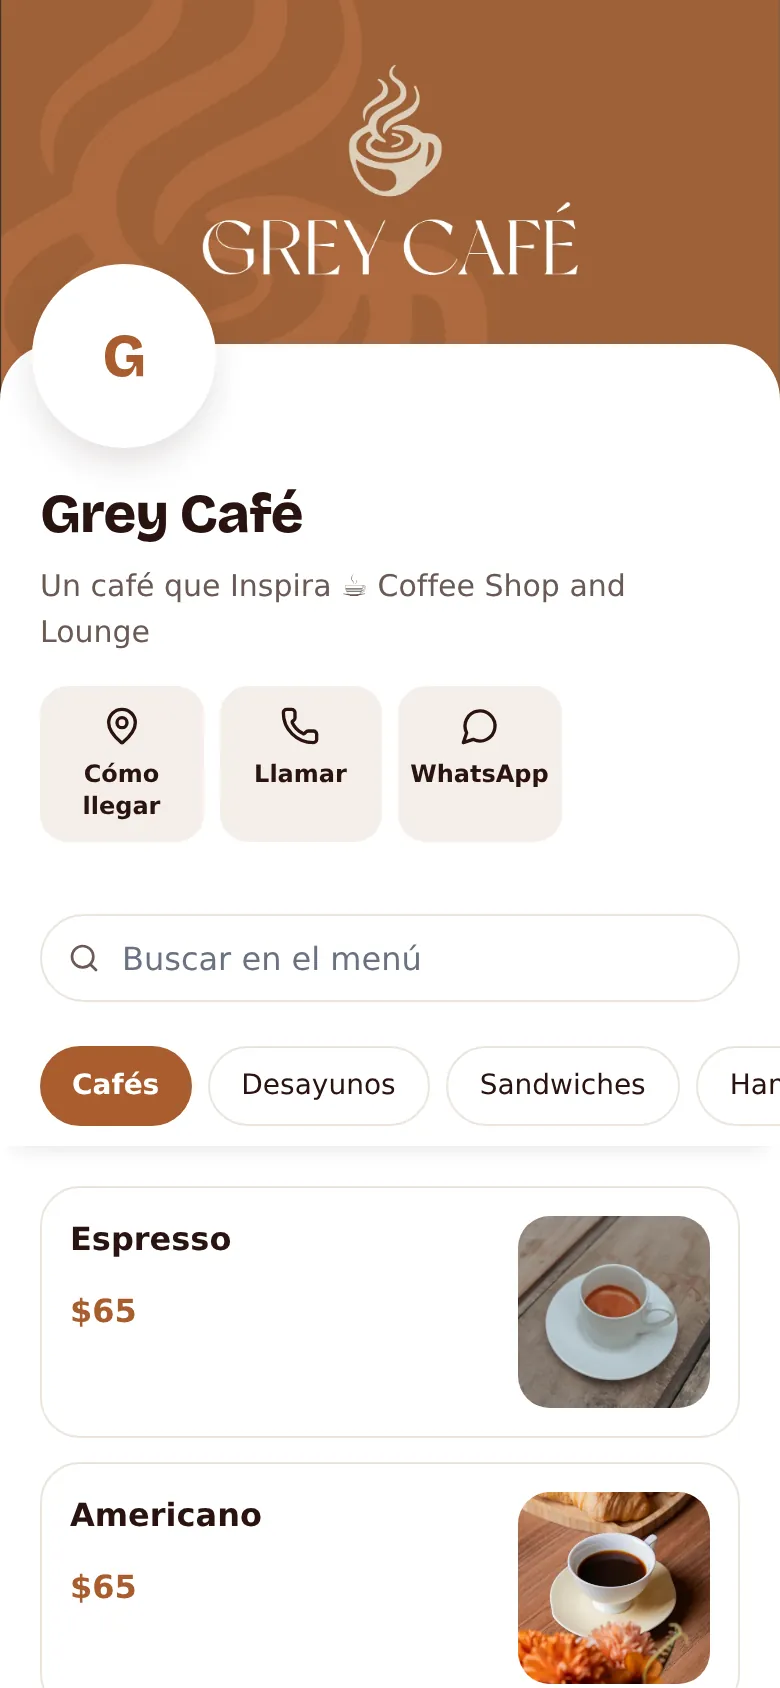 GREY CAFÉ
G
Grey Café
Un café que Inspira ☕ Coffee Shop and
Lounge
Cómo
llegar
Llamar
WhatsApp
Buscar en el menú
Cafés
Desayunos
Sandwiches
Espresso
$65
Americano
$65